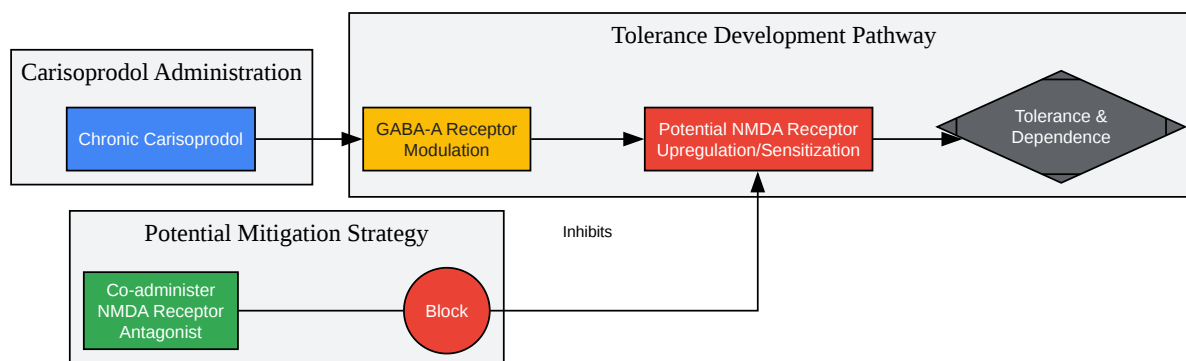 Tolerance Development Pathway
Carisoprodol Administration
Chronic Carisoprodol
GABA-A Receptor
Modulation
Potential NMDA Receptor
Upregulation/Sensitization
Tolerance &
Dependence
Potential Mitigation Strategy
Inhibits
Co-administer
NMDA Receptor
Antagonist
Block